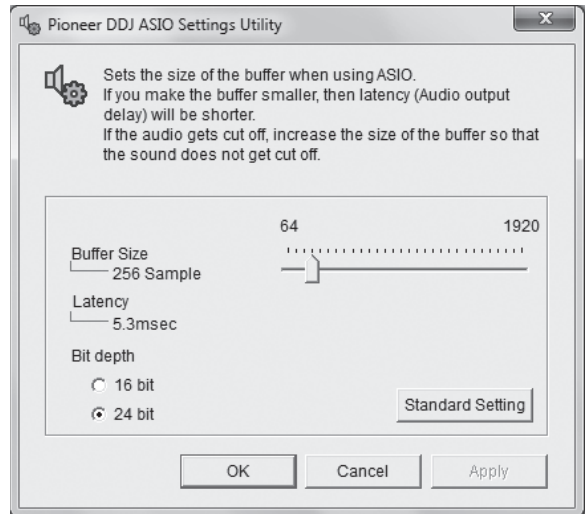 Pioneer DDJ ASIO Settings Utility
Sets the size of the buffer when using ASIO.
If you make the buffer smaller, then latency (Audio output
delay) will be shorter.
If the audio gets cut off, increase the size of the buffer so that
the sound does not get cut off.
64 1920
Buffer Size
256 Sample
Latency
5.3msec
Bit depth
16 bit
24 bit
Standard Setting
OK Cancel Apply